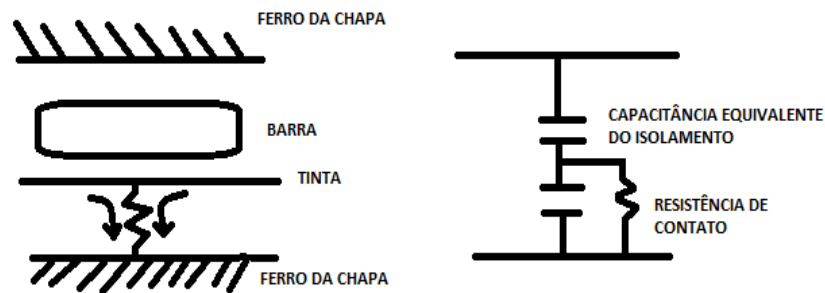 FERRO DA CHAPA
BARRA
TINTA
FERRO DA CHAPA
CAPACITÂNCIA EQUIVALENTE
DO ISOLAMENTO
RESISTÊNCIA DE
CONTATO